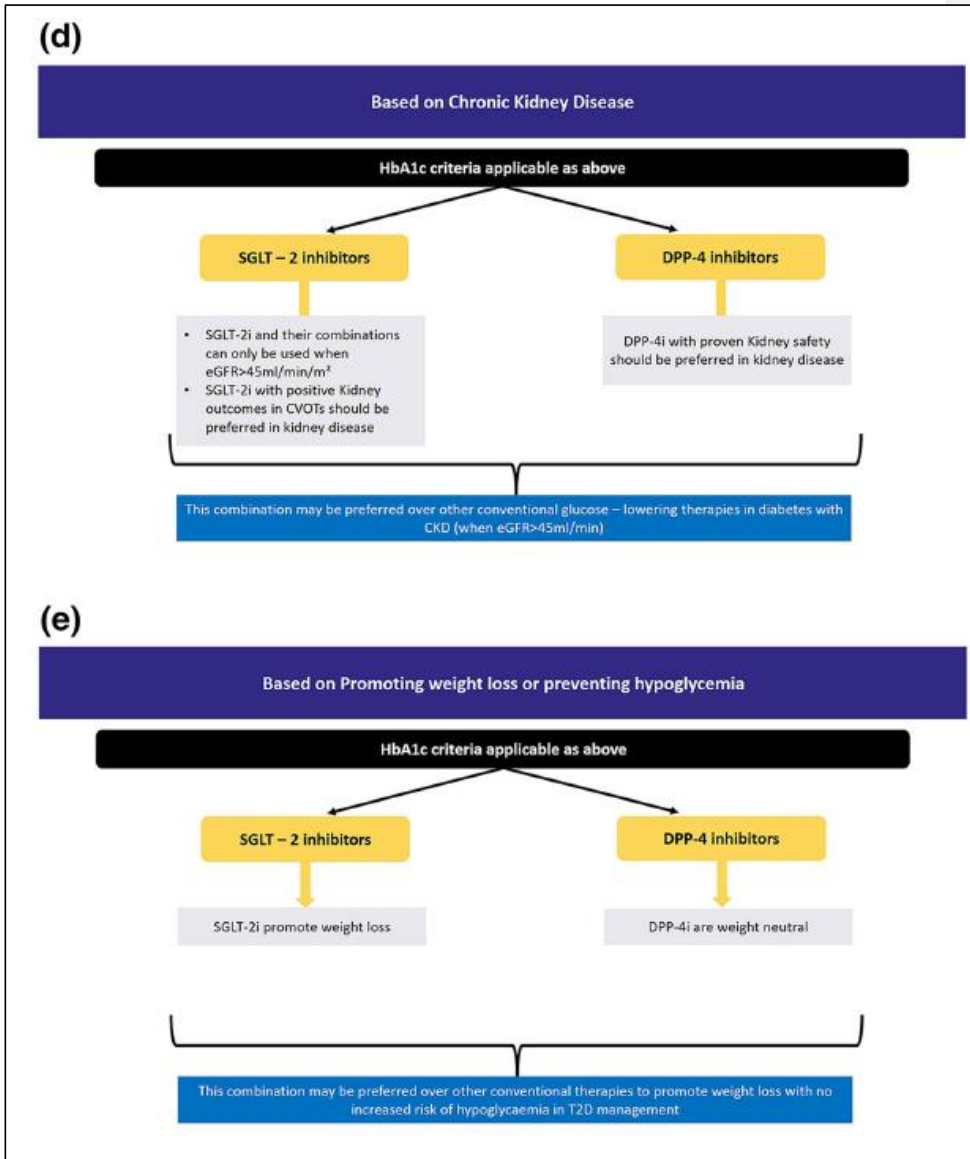 (d)
Based on Chronic Kidney Disease
HbA1c criteria applicable as above
SGLT – 2 inhibitors
DPP-4 inhibitors
• SGLT-2i and their combinations
can only be used when
eGFR>45ml/min/m²
• SGLT-2i with positive Kidney
outcomes in CVOTs should be
preferred in kidney disease
DPP-4i with proven Kidney safety
should be preferred in kidney disease
This combination may be preferred over other conventional glucose – lowering therapies in diabetes with
CKD (when eGFR>45ml/min)
(e)
Based on Promoting weight loss or preventing hypoglycemia
HbA1c criteria applicable as above
SGLT – 2 inhibitors
DPP-4 inhibitors
SGLT-2i promote weight loss
DPP-4i are weight neutral
This combination may be preferred over other conventional therapies to promote weight loss with no
increased risk of hypoglycaemia in T2D management